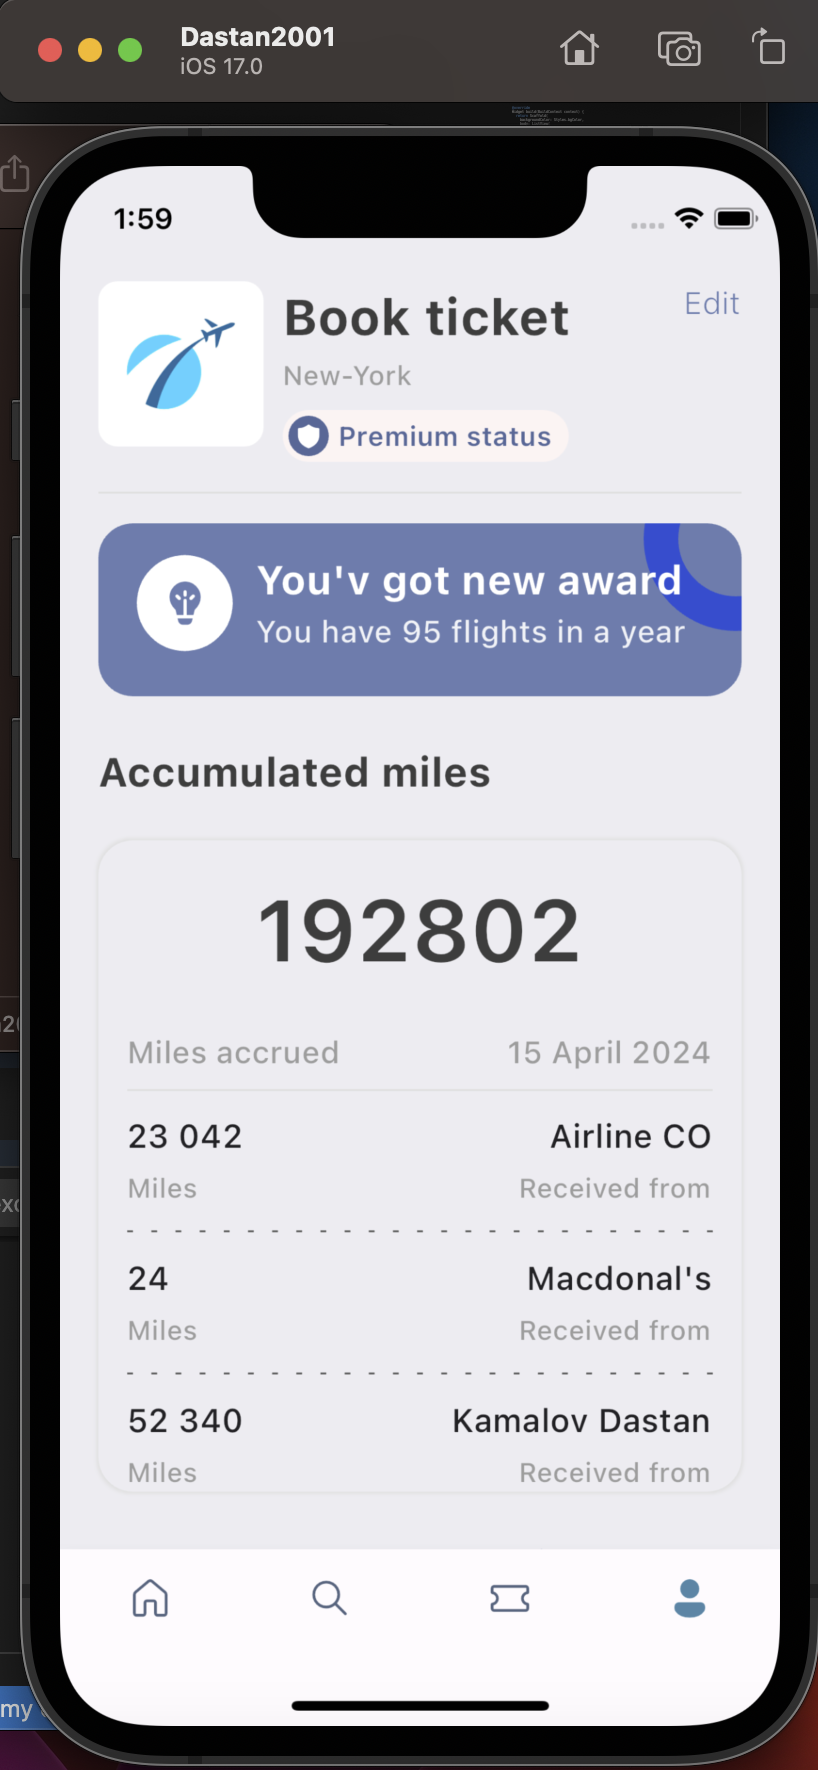 Dastan2001
iOS 17.0
1:59
Book ticket
Edit
New-York
Premium status
You'v got new award
You have 95 flights in a year
Accumulated miles
192802
Miles accrued 15 April 2024
23 042 Airline CO
Miles Received from
24 Macdonal's
Miles Received from
52 340 Kamalov Dastan
Miles Received from
my